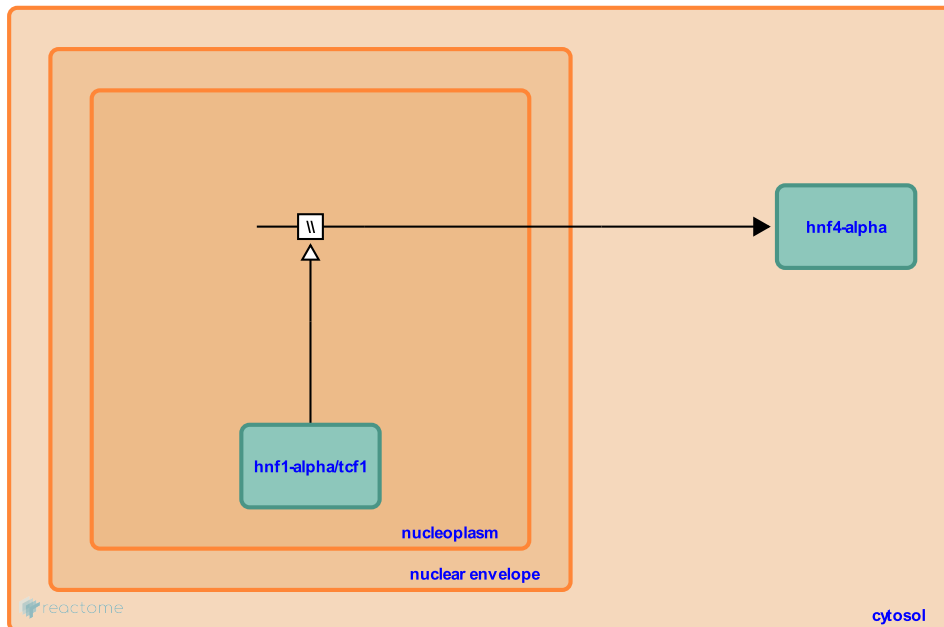 \\
hnf4-alpha
hnf1-alpha/tcf1
nucleoplasm
nuclear envelope
reactome
cytosol